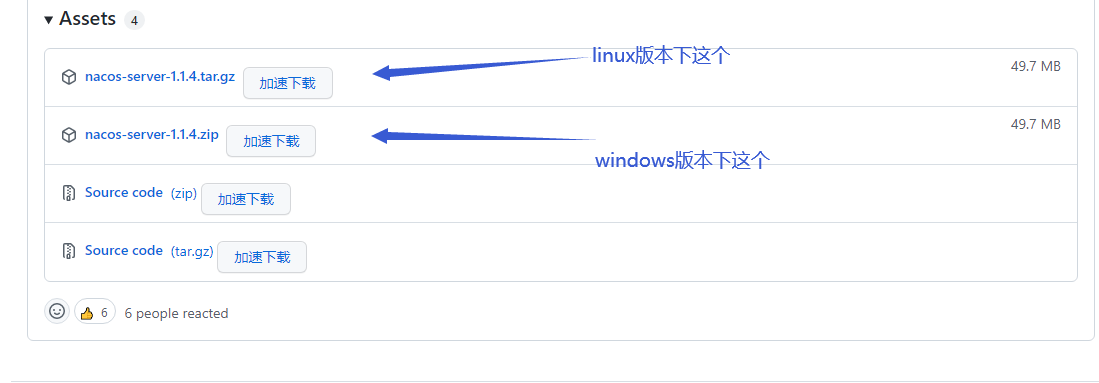 Assets 4
linux版本下这个
nacos-server-1.1.4.tar.gz 加速下载 49.7 MB
nacos-server-1.1.4.zip 加速下载 49.7 MB
windows版本下这个
Source code (zip) 加速下载
Source code (tar.gz) 加速下载
6 6 people reacted